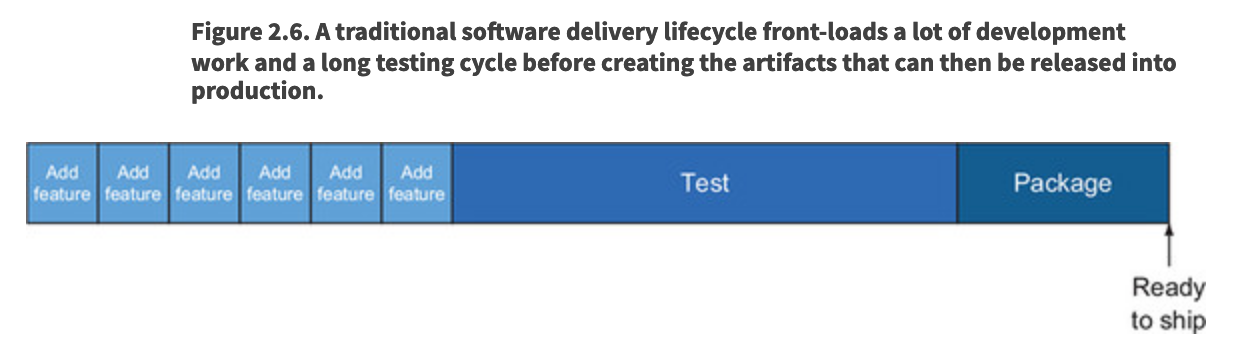 Figure 2.6. A traditional software delivery lifecycle front-loads a lot of development
work and a long testing cycle before creating the artifacts that can then be released into
production.
Add
feature
Add
feature
Add
feature
Add
feature
Add
feature
Add
feature
Test
Package
Ready
to ship